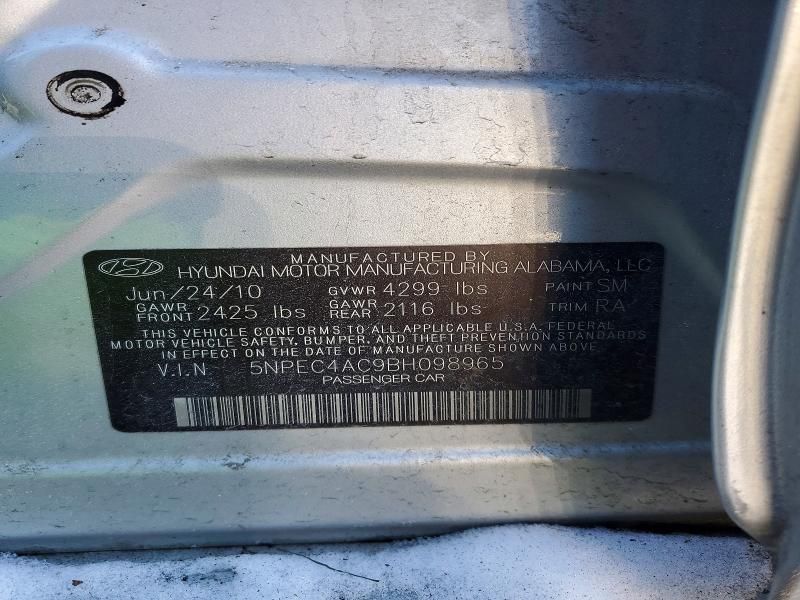 MANUFACTURED BY
HYUNDAI MOTOR MANUFACTURING ALABAMA, LLC
Jun/24/10 GVWR 4299 lbs PAINT SM
GAWR FRONT 2425 lbs GAWR REAR 2116 lbs TRIM RA
THIS VEHICLE CONFORMS TO ALL APPLICABLE U.S.A. FEDERAL
MOTOR VEHICLE SAFETY, BUMPER, AND THEFT PREVENTION STANDARDS
IN EFFECT ON THE DATE OF MANUFACTURE SHOWN ABOVE.
V.I.N 5NPEC4AC9BH098965
PASSENGER CAR